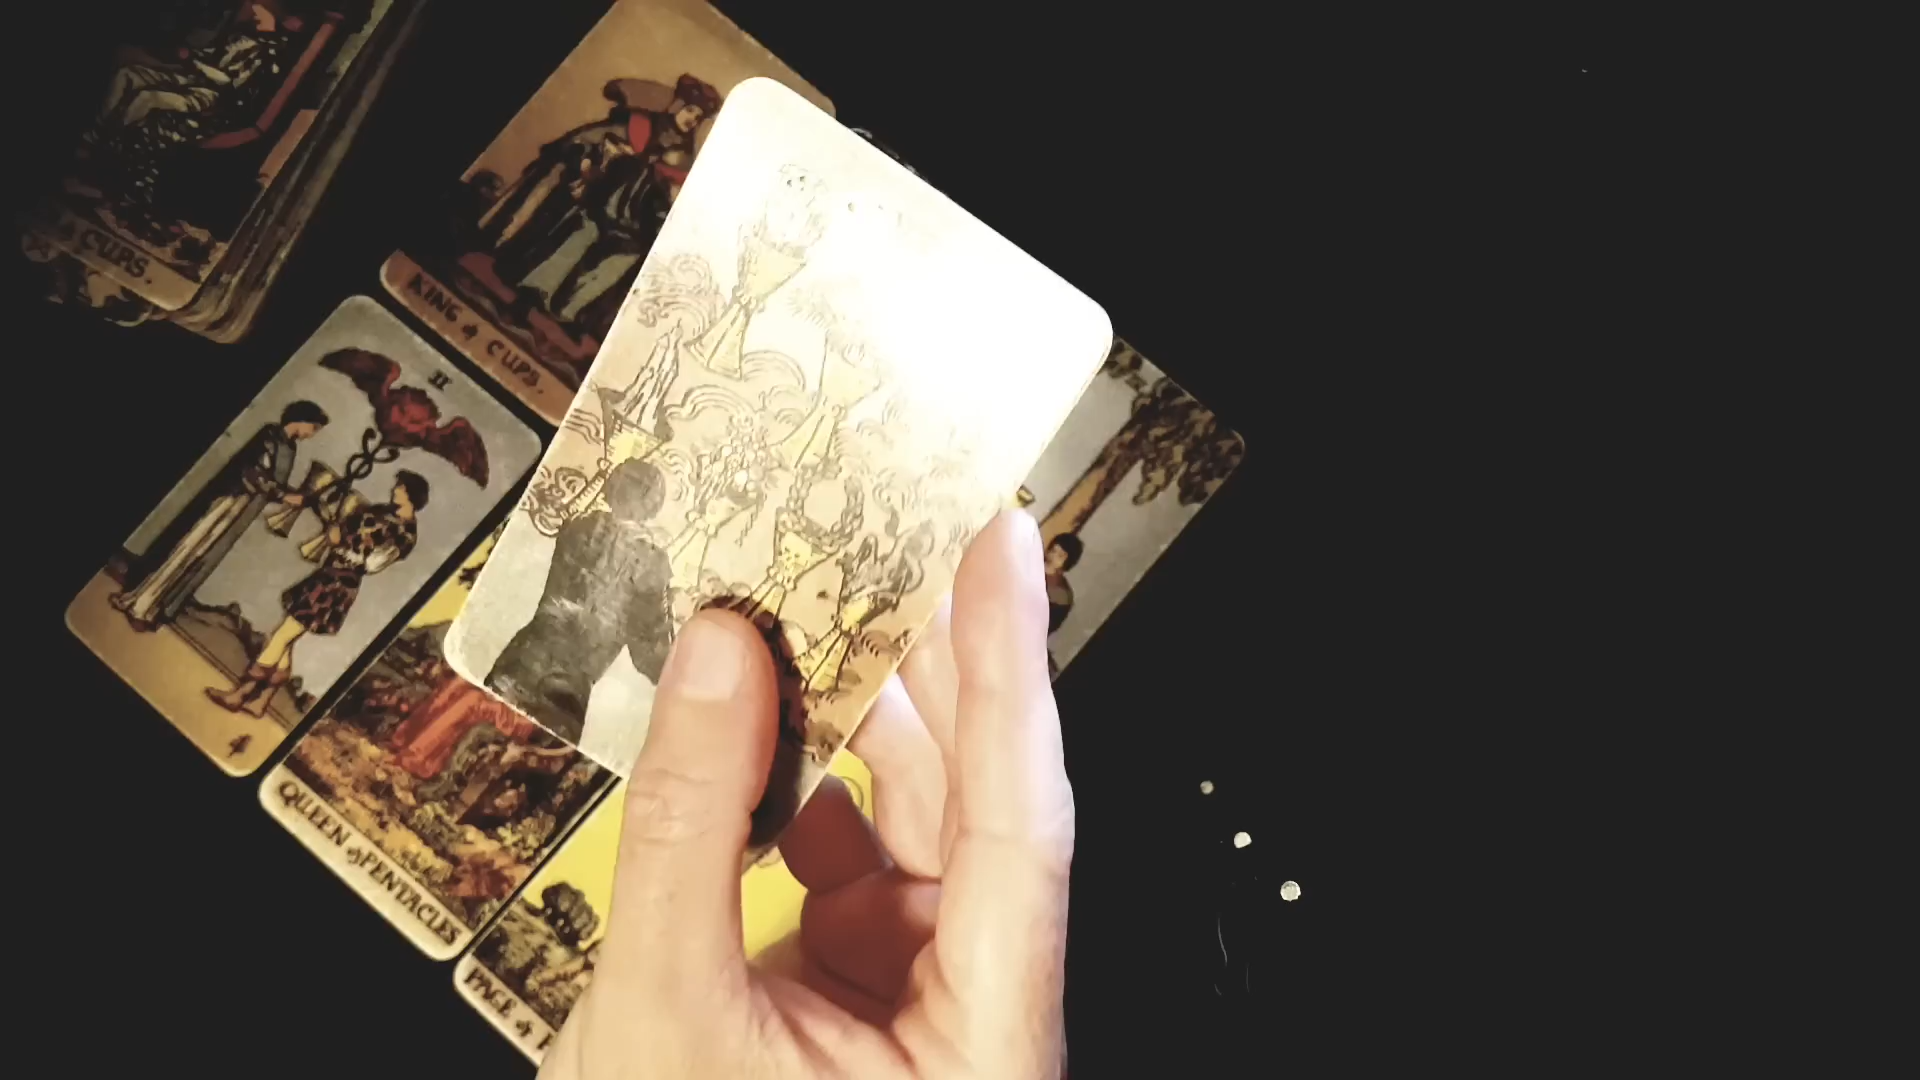 CUPS.
KING of CUPS.
II
QUEEN of PENTACLES
PAGE of